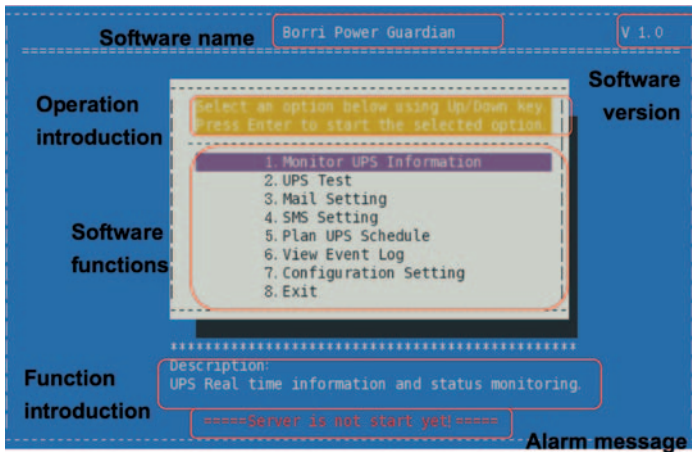 Software name
Borri Power Guardian
V 1.0
Software version
Operation introduction
Select an option below using Up/Down key.
Press Enter to start the selected option.
Software functions
1. Monitor UPS Information
2. UPS Test
3. Mail Setting
4. SMS Setting
5. Plan UPS Schedule
6. View Event Log
7. Configuration Setting
8. Exit
Function introduction
Description:
UPS Real time information and status monitoring.
=====Server is not start yet!=====
Alarm message